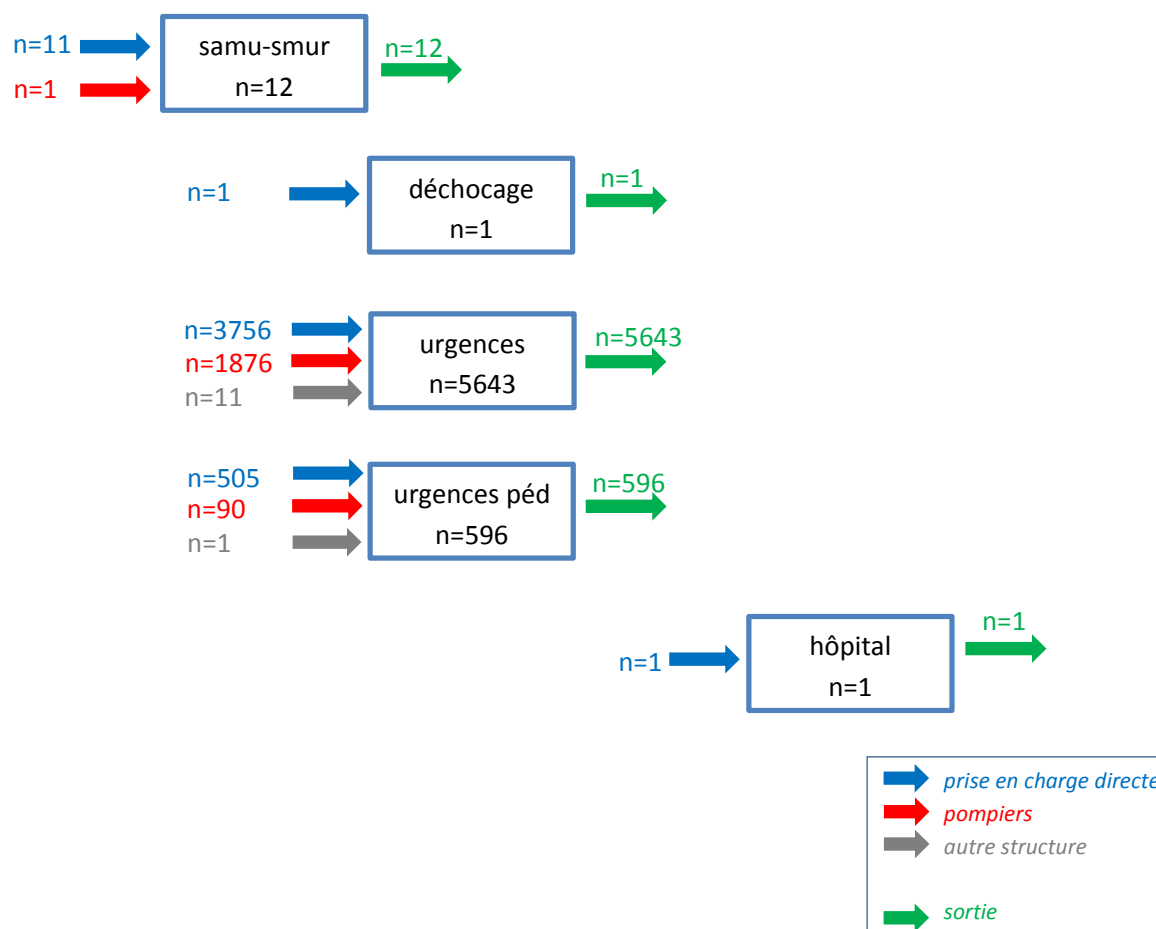 n=11
n=1
samu-smur
n=12
n=12
n=1
déchocage
n=1
n=1
n=3756
n=1876
n=11
urgences
n=5643
n=5643
n=505
n=90
n=1
urgences péd
n=596
n=596
n=1
hôpital
n=1
n=1
prise en charge directe
pompiers
autre structure
sortie